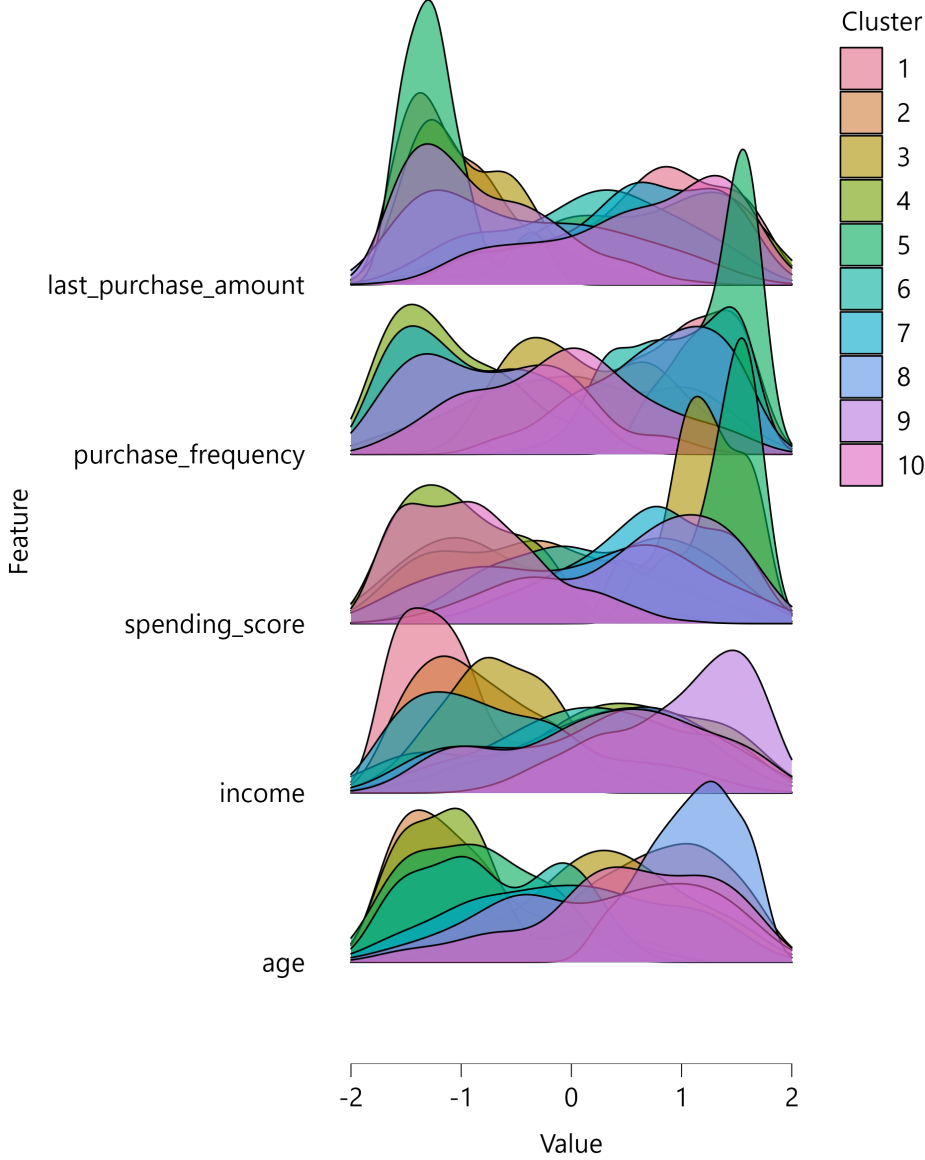 Cluster
1
2
3
4
5
6
7
8
9
10
last_purchase_amount
purchase_frequency
spending_score
income
age
Feature
-2 -1 0 1 2
Value